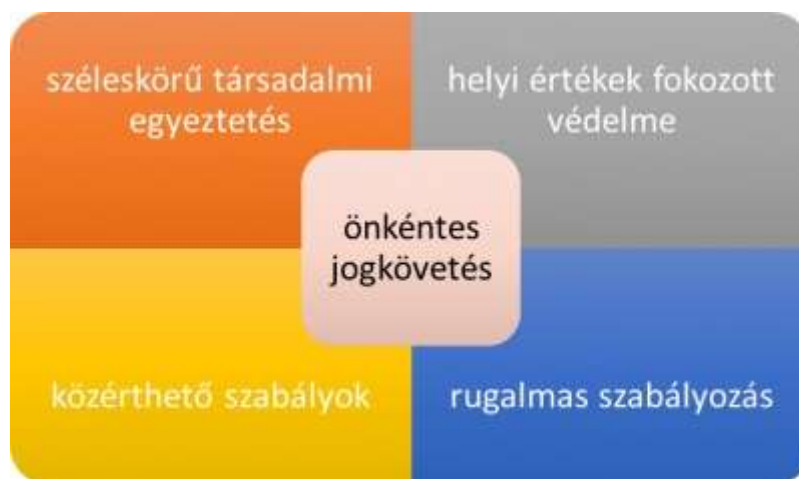 széleskörű társadalmi
egyeztetés
helyi értékek fokozott
védelme
önkéntes
jogkövetés
közérthető szabályok
rugalmas szabályozás